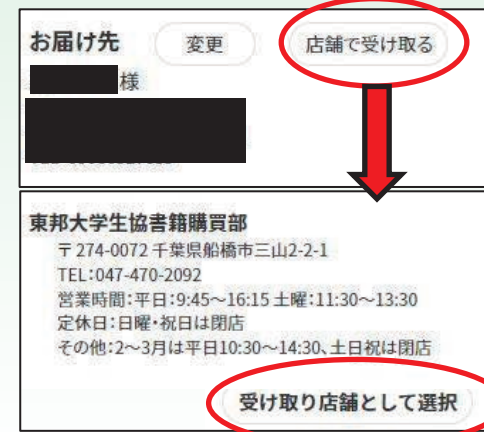 お届け先 変更 店舗で受け取る
様
東邦大学生協書籍購買部
〒274-0072 千葉県船橋市三山2-2-1
TEL:047-470-2092
営業時間:平日:9:45~16:15 土曜:11:30~13:30
定休日:日曜・祝日は閉店
その他:2~3月は平日10:30~14:30、土日祝は閉店
受け取り店舗として選択